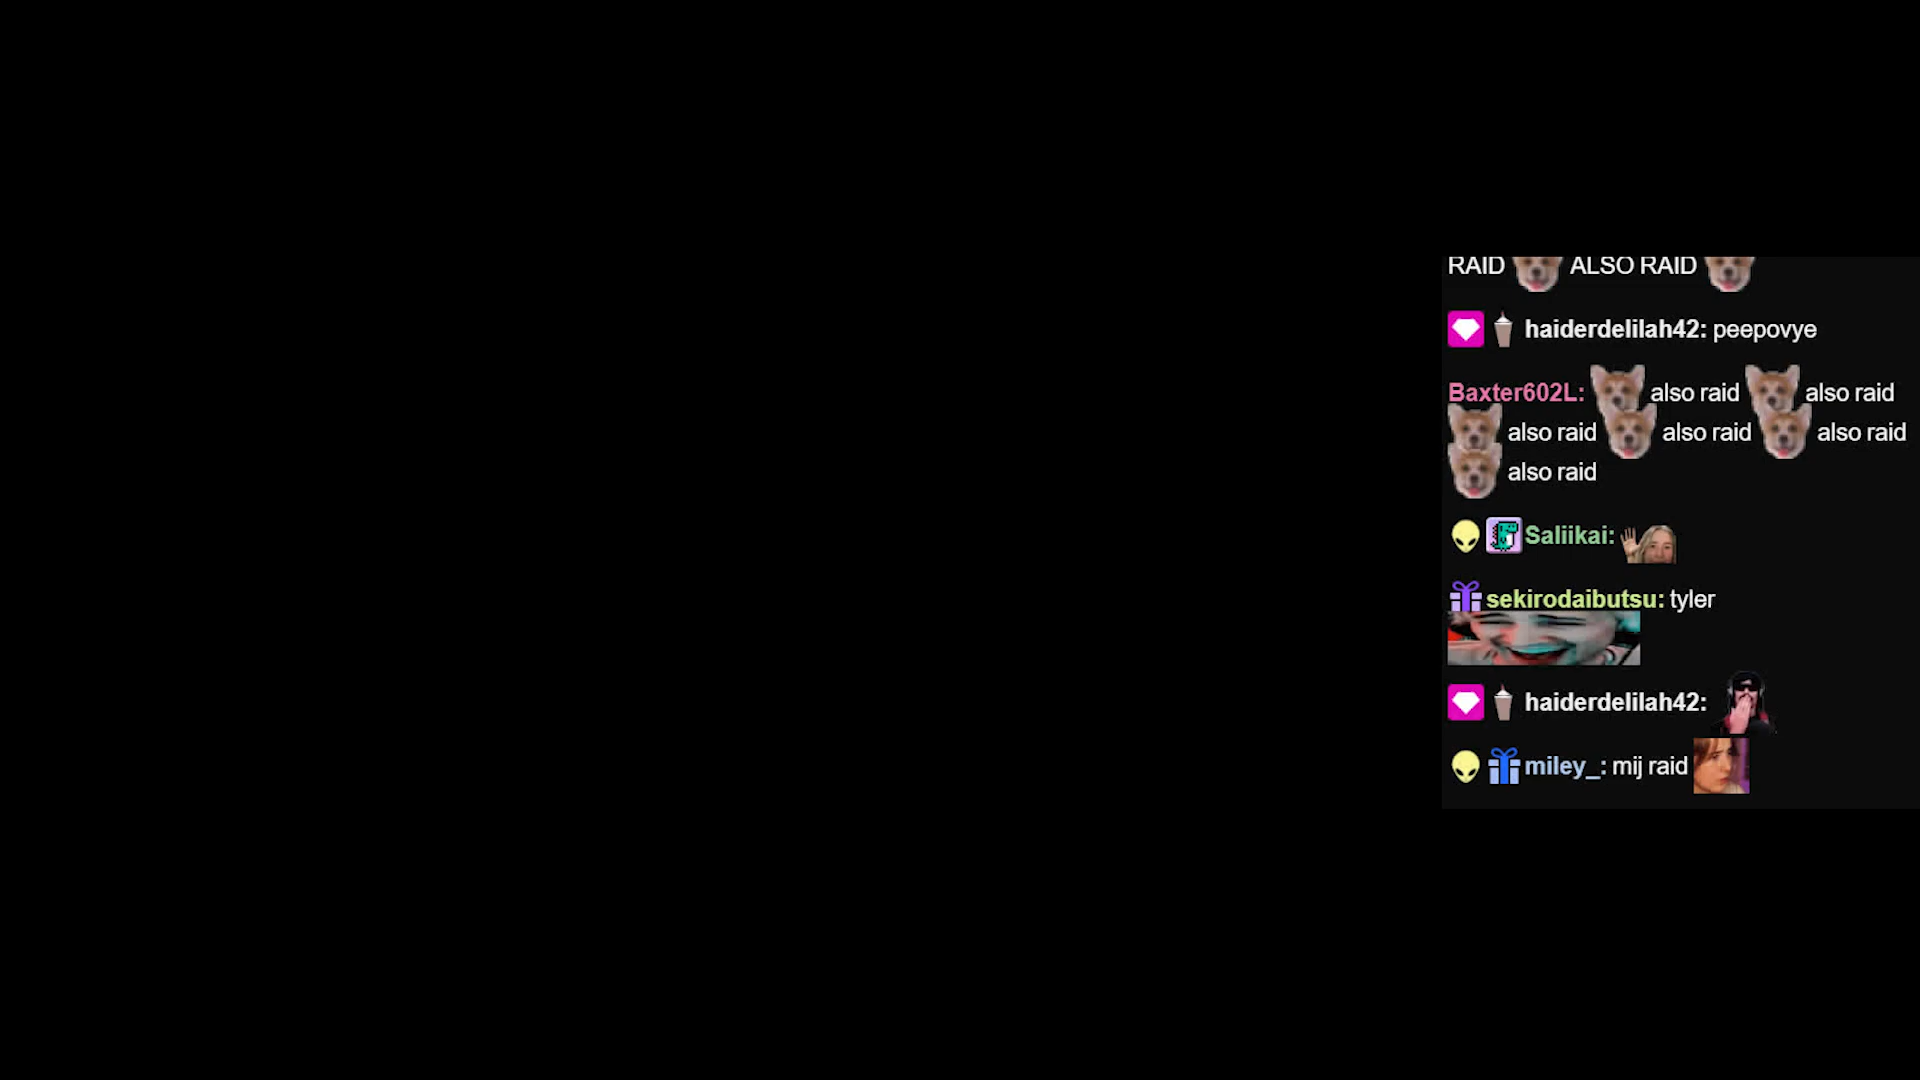 RAID ALSO RAID
haiderdelilah42: peepovye
Baxter602L: also raid also raid
also raid also raid also raid
also raid
Saliikai:
sekirodaibutsu: tyler
haiderdelilah42:
miley_: mij raid